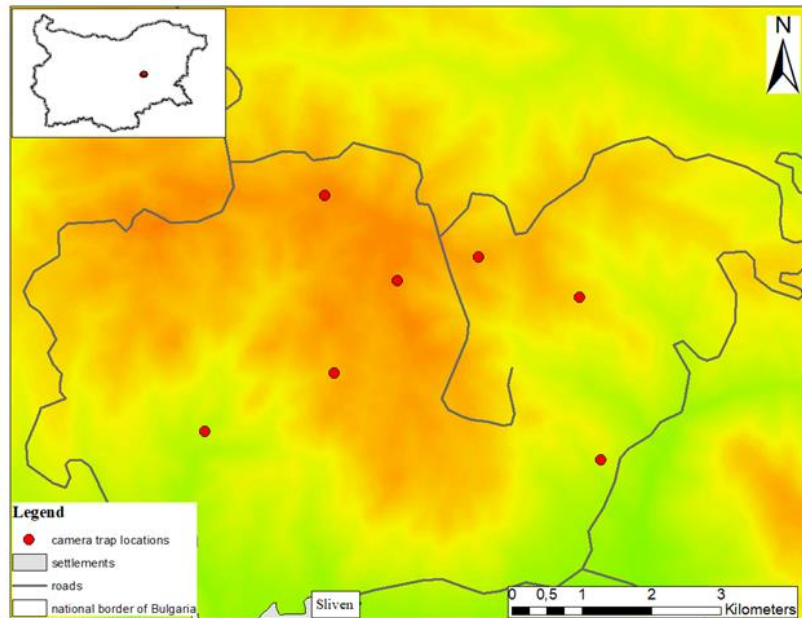 N
Legend
camera trap locations
settlements
roads
national border of Bulgaria
Sliven
0 0,5 1 2 3
Kilometers